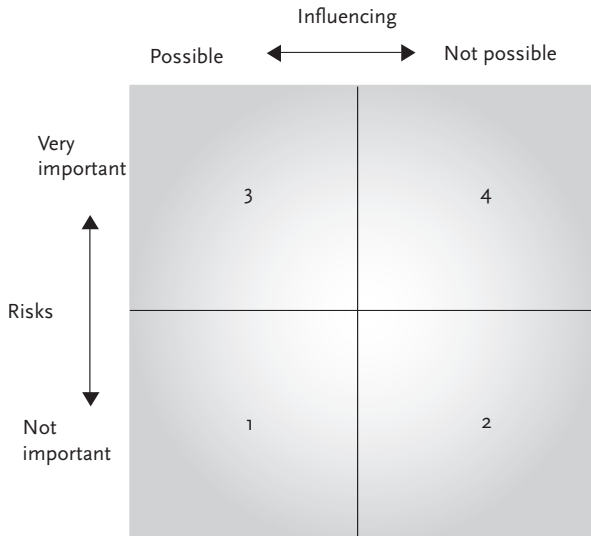 Influencing
Possible
Not possible
Very
important
3
4
Risks
1
2
Not
important